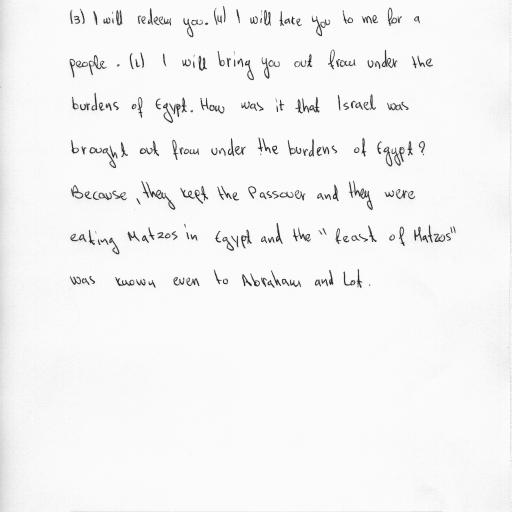 (3) I will redeem you. (4) I will take you to me for a
people. (1) I will bring you out from under the
burdens of Egypt. How was it that Israel was
brought out from under the burdens of Egypt?
Because, they kept the Passover and they were
eating Matzos in Egypt and the "feast of Matzos"
was known even to Abraham and Lot.